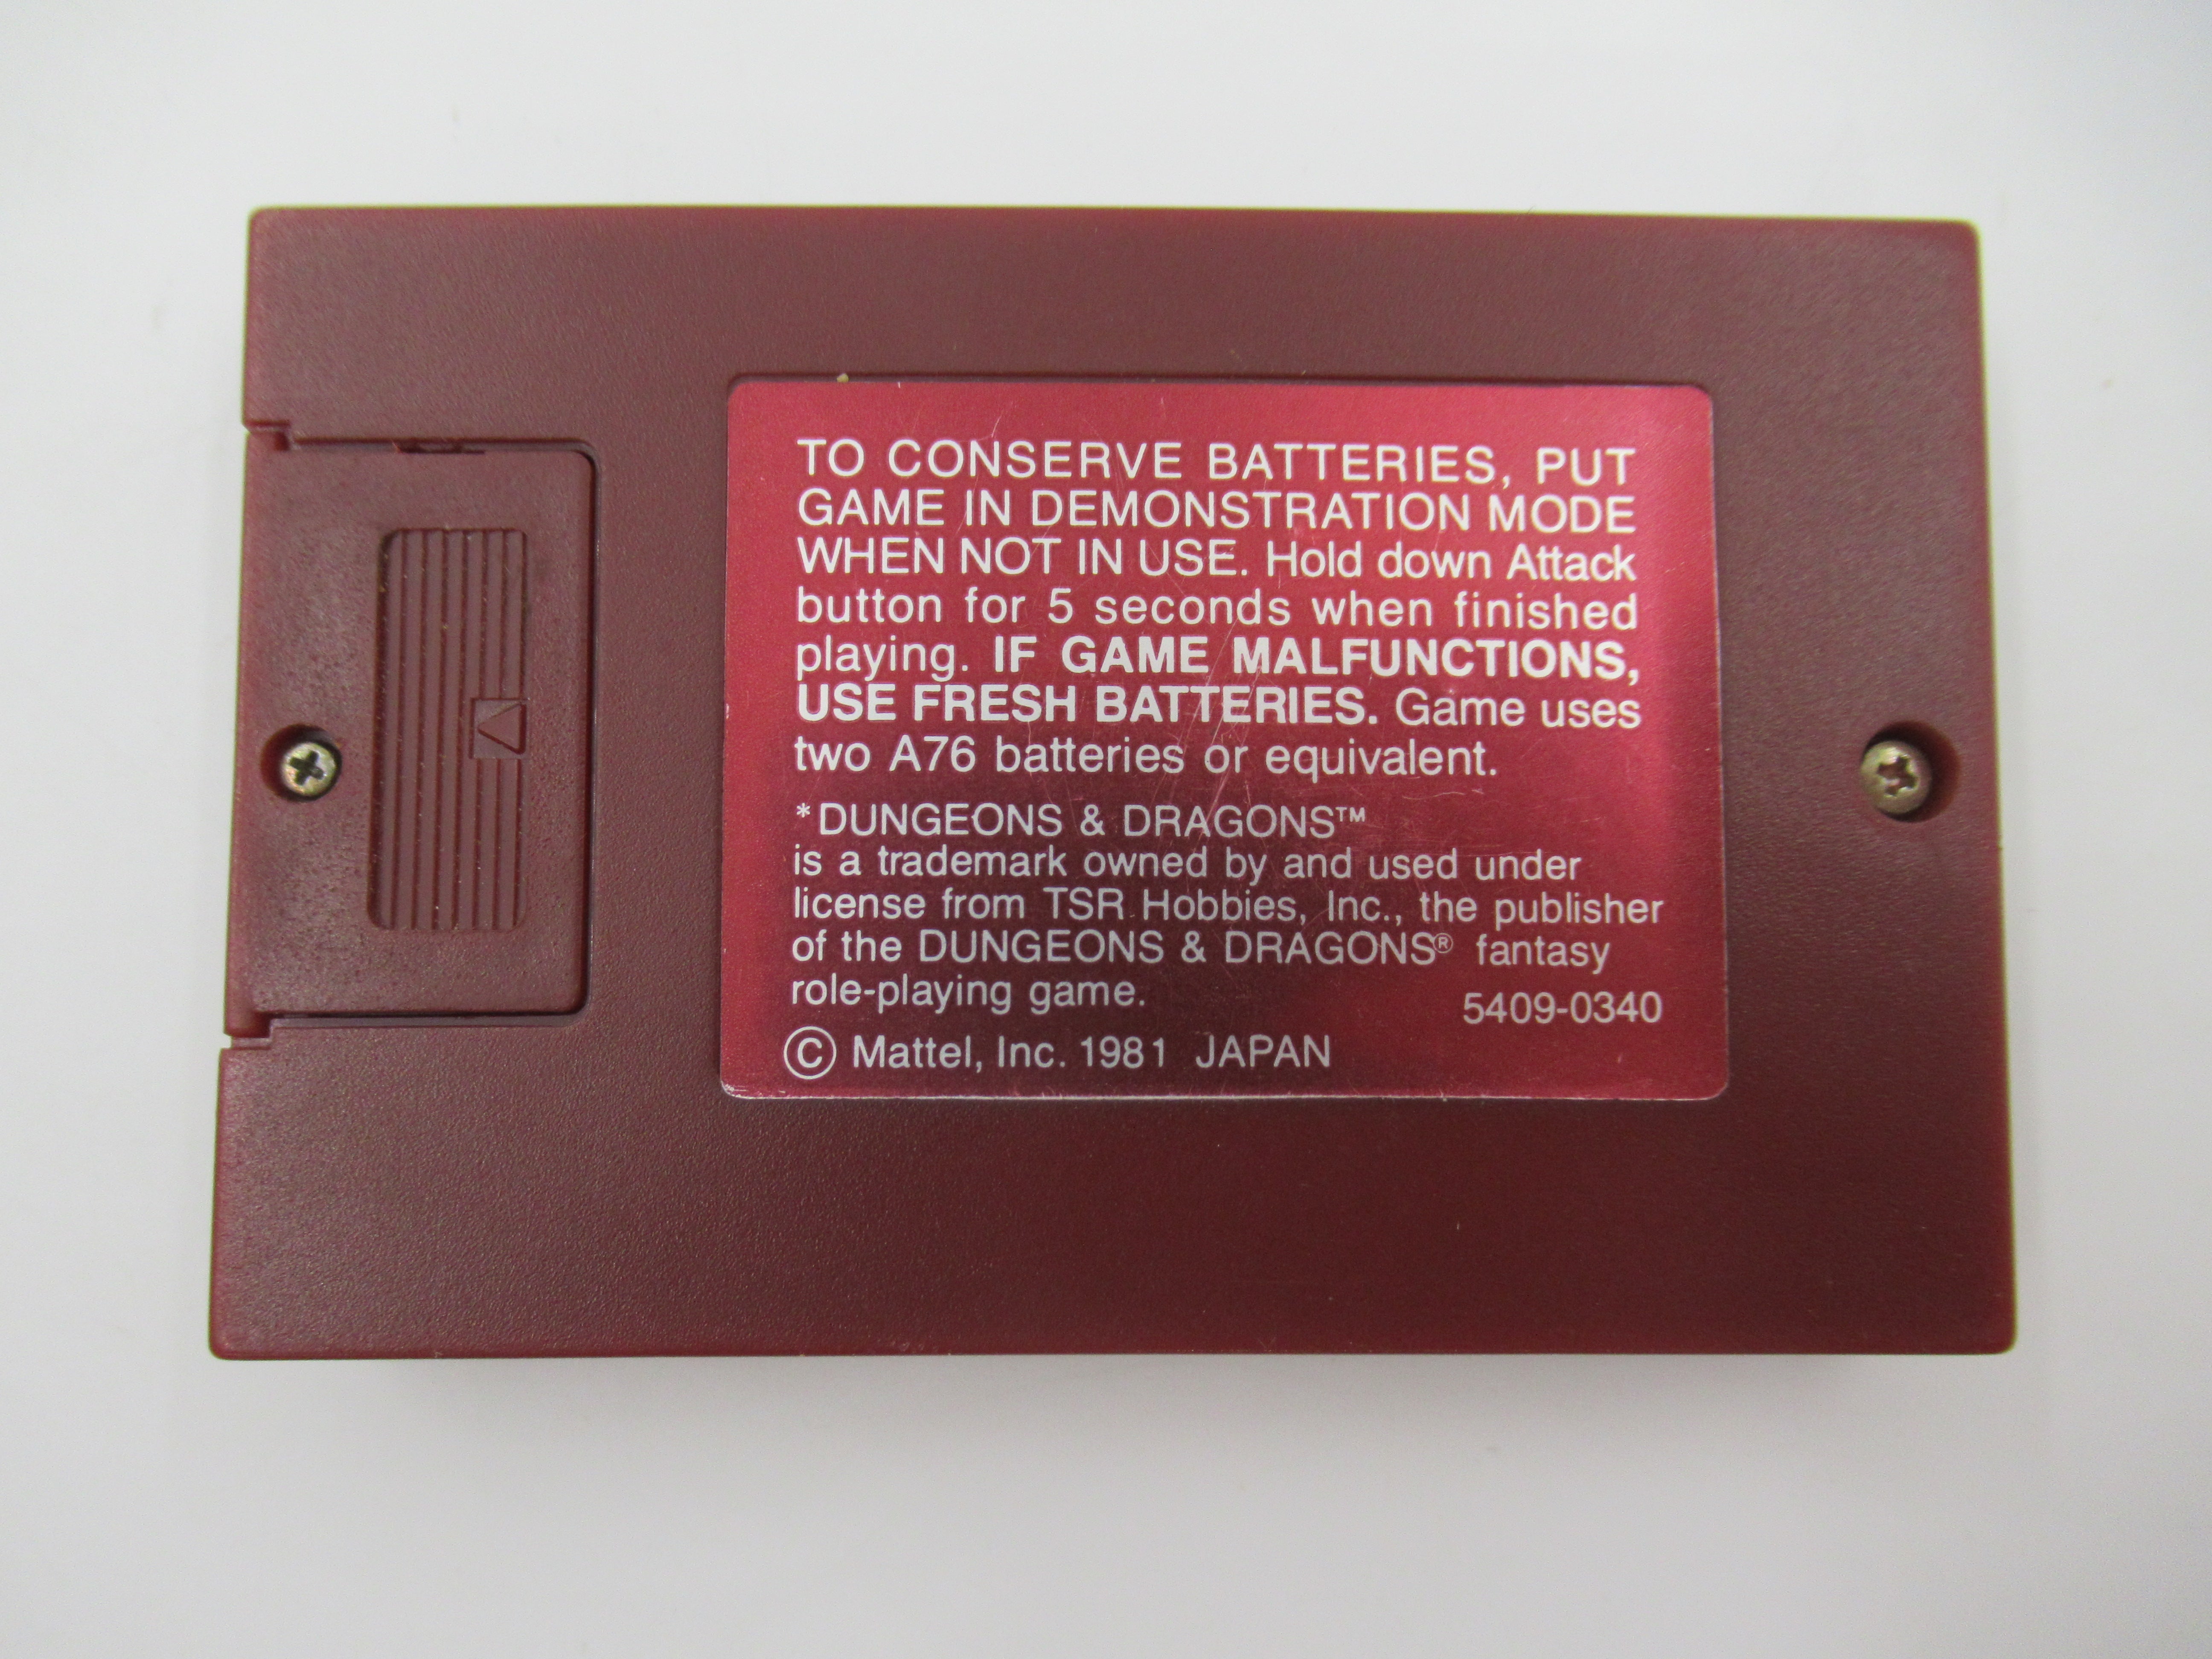 TO CONSERVE BATTERIES, PUT
GAME IN DEMONSTRATION MODE
WHEN NOT IN USE. Hold down Attack
button for 5 seconds when finished
playing. IF GAME MALFUNCTIONS,
USE FRESH BATTERIES. Game uses
two A76 batteries or equivalent.
*DUNGEONS & DRAGONS™
is a trademark owned by and used under
license from TSR Hobbies, Inc., the publisher
of the DUNGEONS & DRAGONS® fantasy
role-playing game.
5409-0340
© Mattel, Inc. 1981 JAPAN